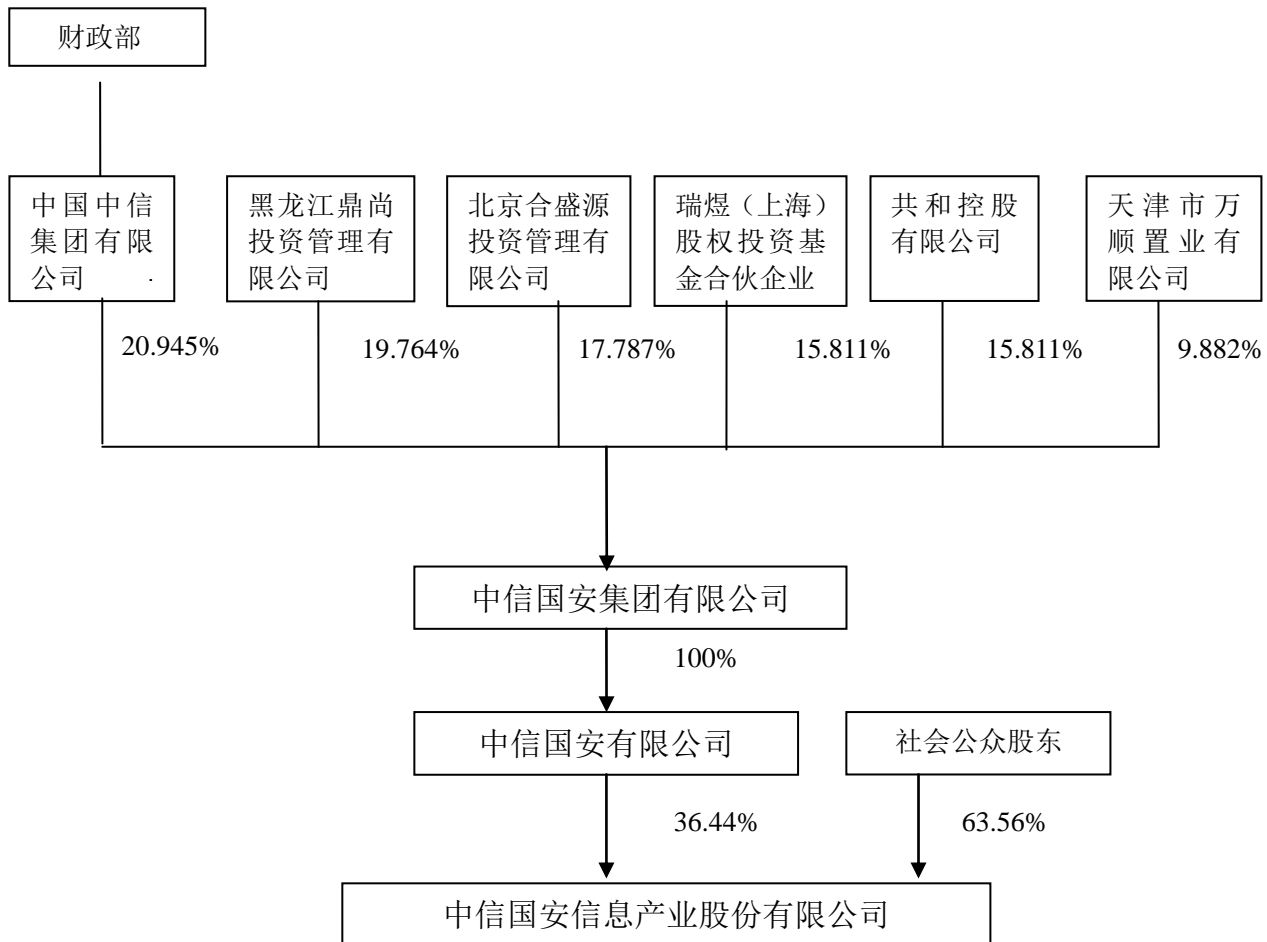 财政部
中国中信
集团有限
公司
黑龙江鼎尚
投资管理有
限公司
北京合盛源
投资管理有
限公司
瑞煜（上海）
股权投资基
金合伙企业
共和控股
有限公司
天津市万
顺置业有
限公司
20.945%
19.764%
17.787%
15.811%
15.811%
9.882%
中信国安集团有限公司
100%
中信国安有限公司
社会公众股东
36.44%
63.56%
中信国安信息产业股份有限公司